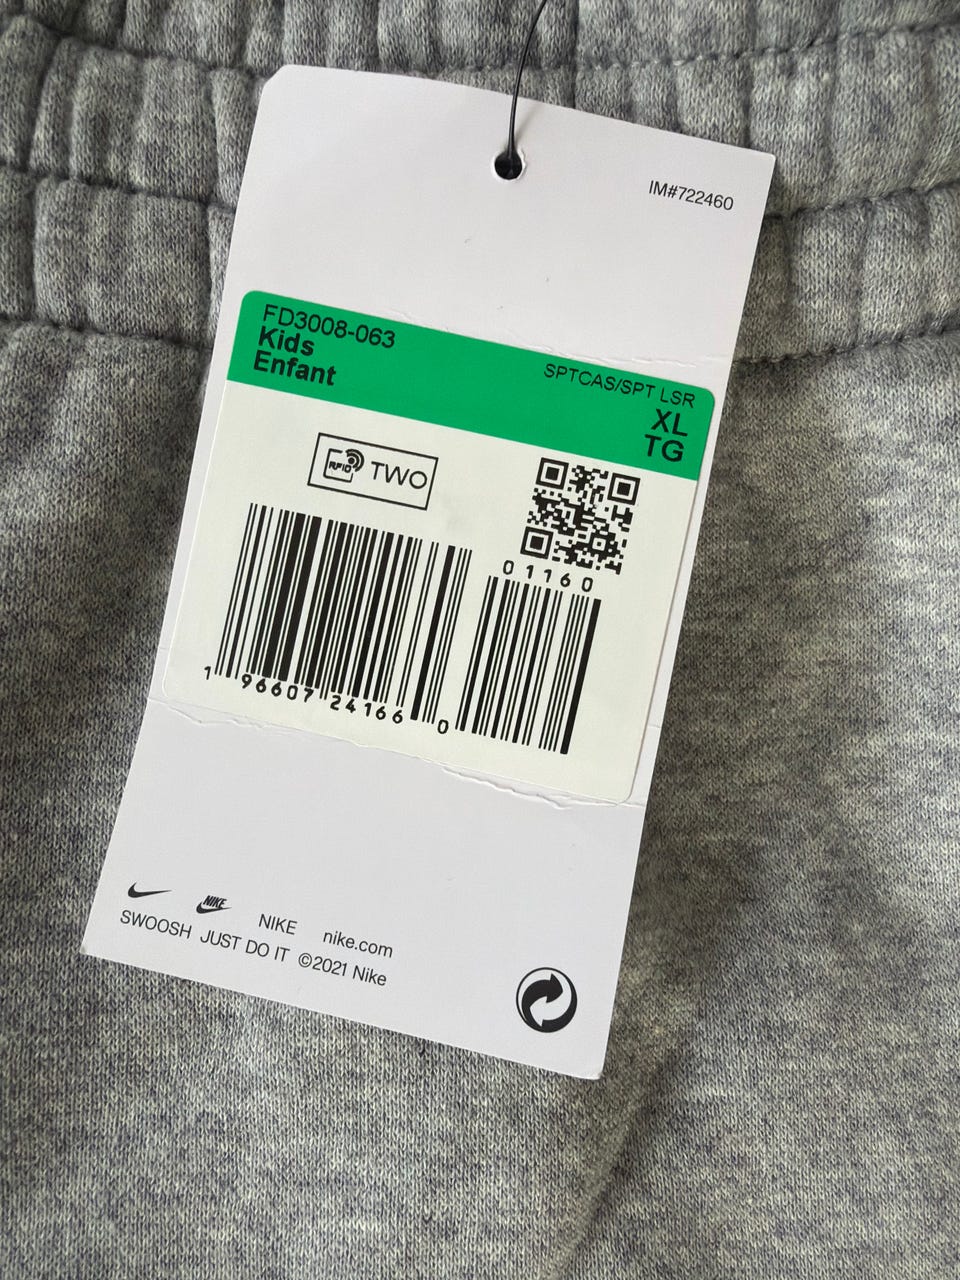 IM#722460
FD3008-063
Kids
Enfant
SPTCAS/SPT LSR
XL
TG
RFID TWO
01160
1 96607 24166 0
NIKE NIKE nike.com
SWOOSH JUST DO IT ©2021 Nike